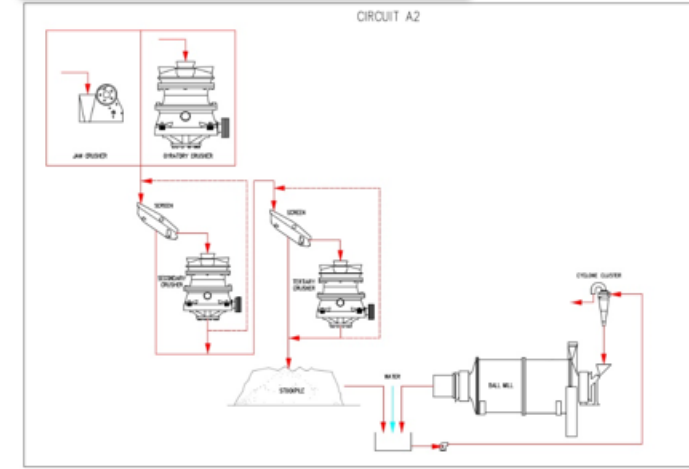 CIRCUIT A2
JAW CRUSHER
GYRATORY CRUSHER
SCREEN
SCREEN
SECONDARY
CRUSHER
TERTIARY
CRUSHER
CYCLONE CLUSTER
WATER
BALL MILL
STOCKPILE